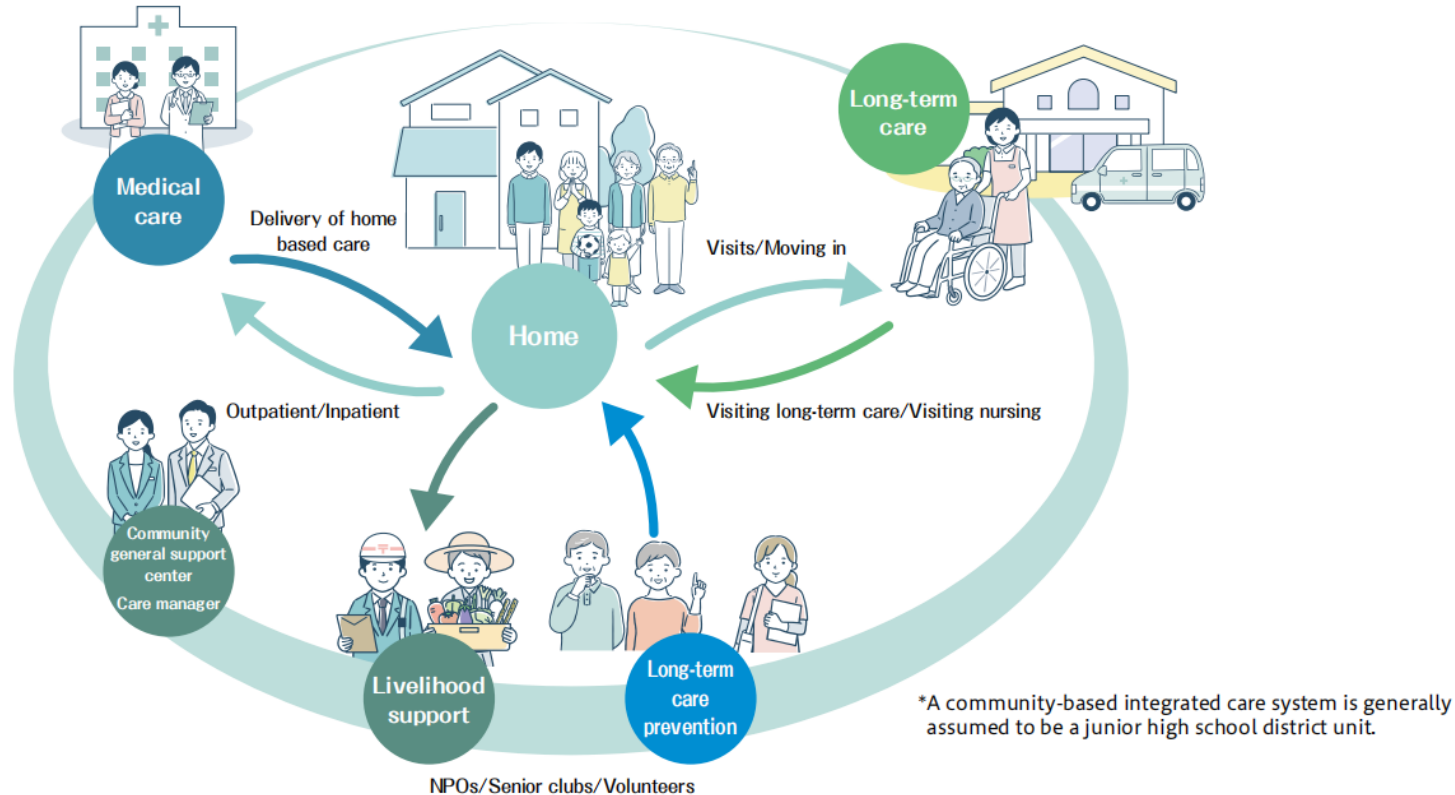 Medical
care
Delivery of home
based care
Long-term
care
Visits/Moving in
Home
Outpatient/Inpatient
Visiting long-term care/Visiting nursing
Community
general support
center
Care manager
Livelihood
support
Long-term
care
prevention
NPOs/Senior clubs/Volunteers
*A community-based integrated care system is generally
assumed to be a junior high school district unit.